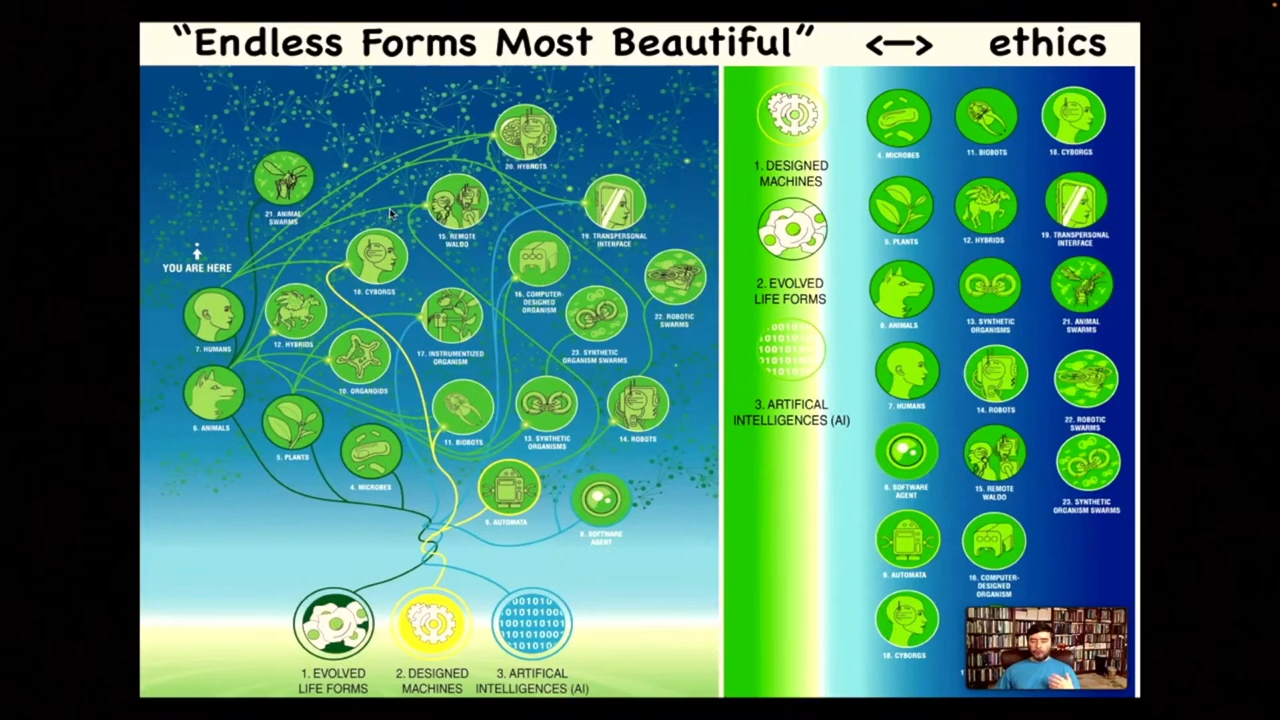 “Endless Forms Most Beautiful” <—> ethics
20. HYBROTS
21. ANIMAL
SWARMS
15. REMOTE
WALDO
19. TRANSPERSONAL
INTERFACE
YOU ARE HERE
18. CYBORGS
16. COMPUTER-
DESIGNED
ORGANISM
22. ROBOTIC
SWARMS
7. HUMANS
12. HYBRIDS
17. INSTRUMENTIZED
ORGANISM
23. SYNTHETIC
ORGANISM SWARMS
10. ORGANOIDS
6. ANIMALS
5. PLANTS
11. BIOBOTS
13. SYNTHETIC
ORGANISMS
14. ROBOTS
4. MICROBES
9. AUTOMATA
8. SOFTWARE
AGENT
1. EVOLVED
LIFE FORMS
2. DESIGNED
MACHINES
3. ARTIFICAL
INTELLIGENCES (AI)
1. DESIGNED
MACHINES
2. EVOLVED
LIFE FORMS
3. ARTIFICAL
INTELLIGENCES (AI)
4. MICROBES
5. PLANTS
6. ANIMALS
7. HUMANS
8. SOFTWARE
AGENT
9. AUTOMATA
18. CYBORGS
11. BIOBOTS
12. HYBRIDS
13. SYNTHETIC
ORGANISMS
14. ROBOTS
15. REMOTE
WALDO
16. COMPUTER-
DESIGNED
ORGANISM
18. CYBORGS
19. TRANSPERSONAL
INTERFACE
21. ANIMAL
SWARMS
22. ROBOTIC
SWARMS
23. SYNTHETIC
ORGANISM SWARMS